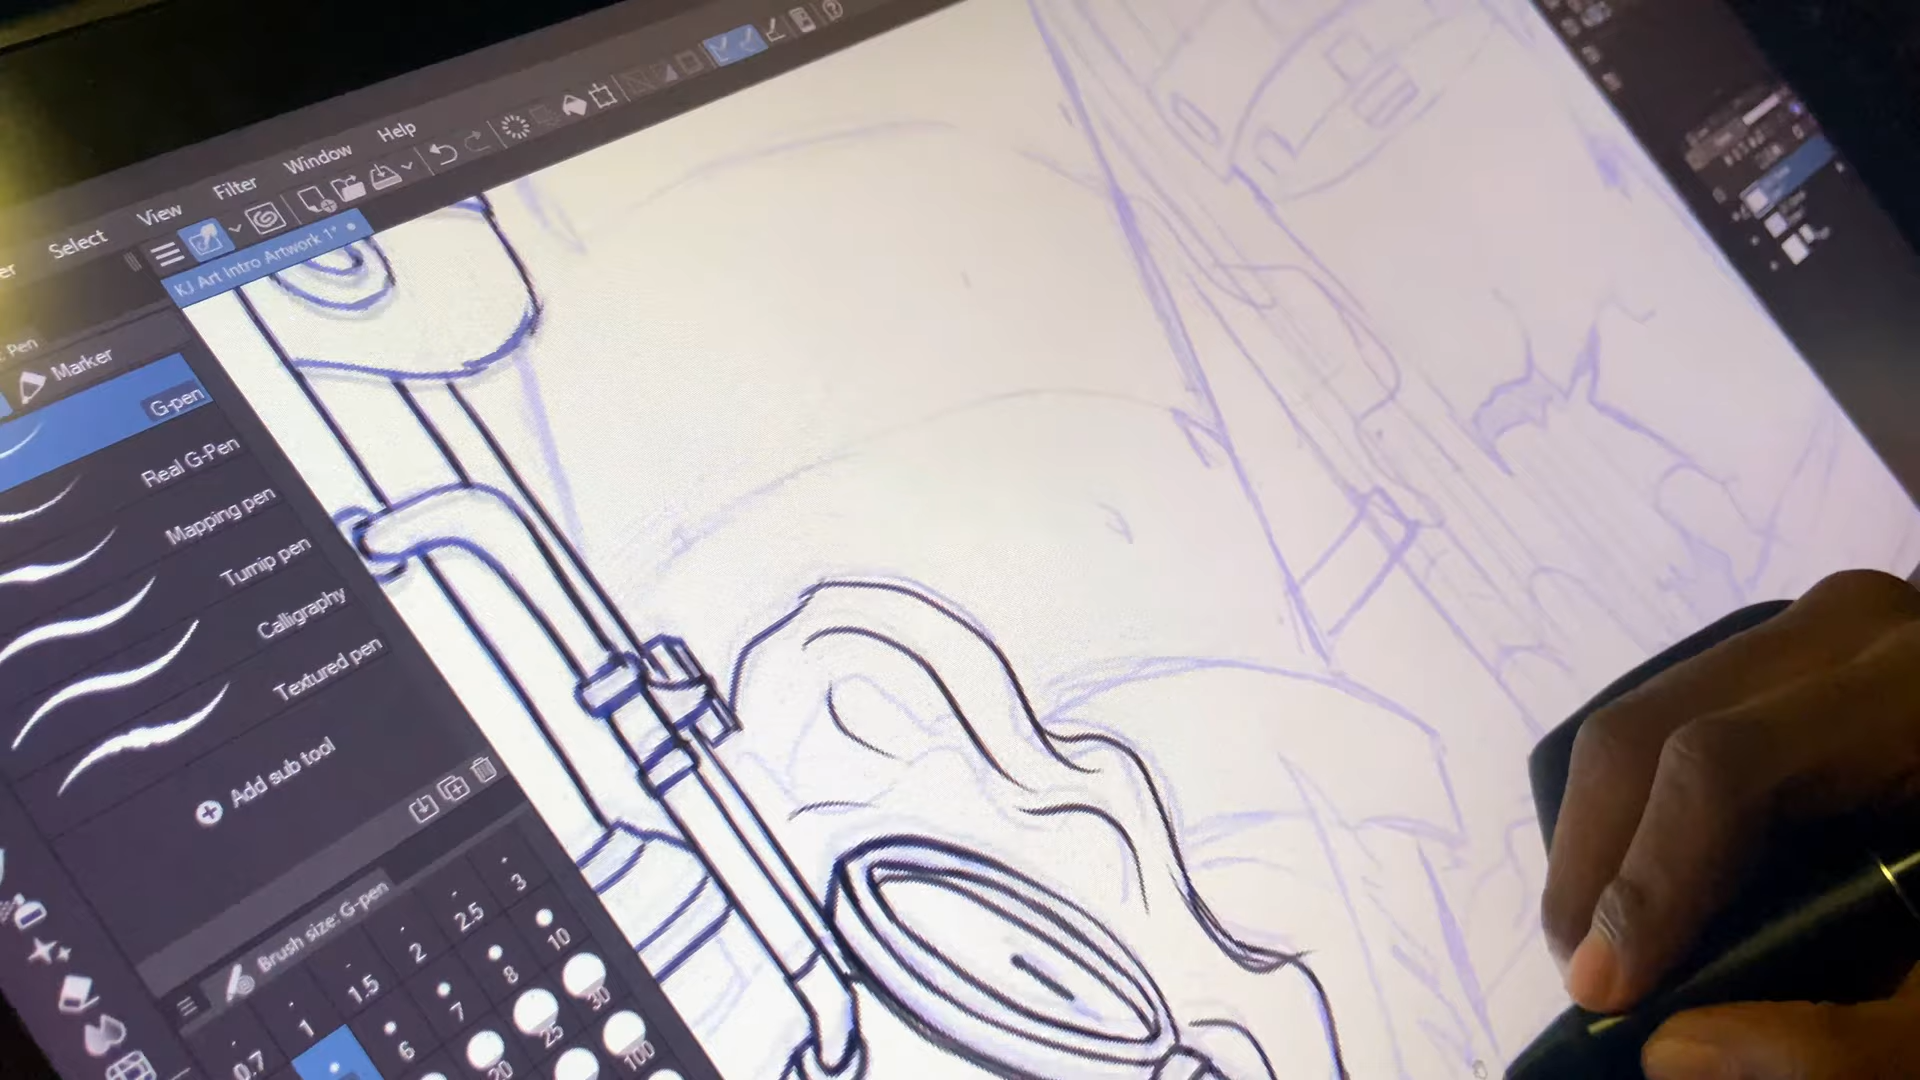 er Select View Filter Window Help
KJ Art Intro Artwork 1*
Pen
Marker
G-pen
Real G-Pen
Mapping pen
Turnip pen
Calligraphy
Textured pen
Add sub tool
Brush size: G-pen
0.7 1 1.5 2 2.5 3
6 7 8 10
20 25 30
100